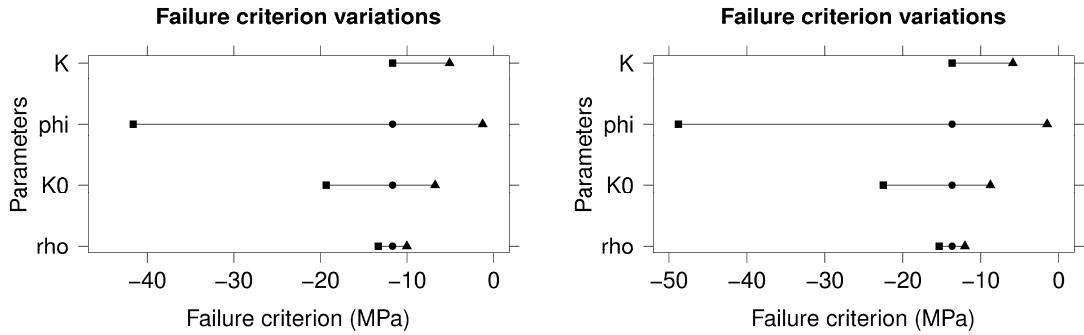 Failure criterion variations
K
phi
K0
rho
Parameters
−40 −30 −20 −10 0
Failure criterion (MPa)
Failure criterion variations
K
phi
K0
rho
Parameters
−50 −40 −30 −20 −10 0
Failure criterion (MPa)